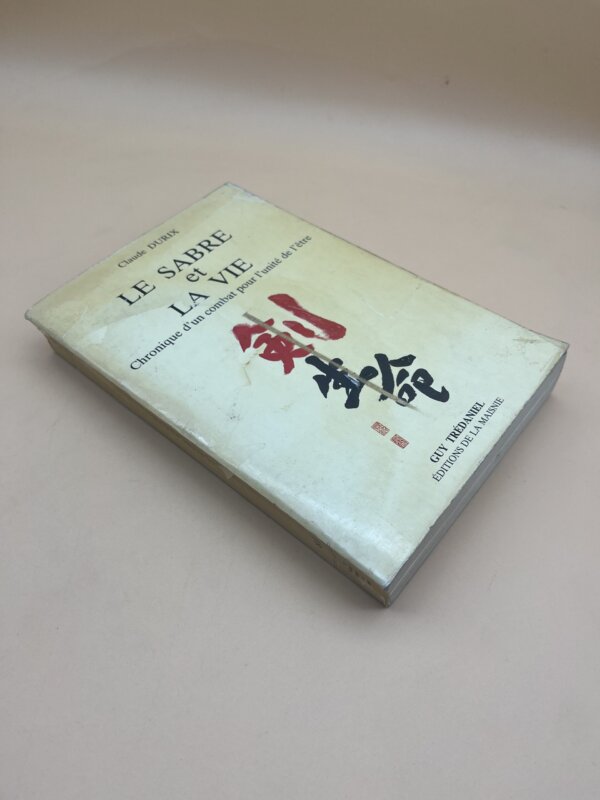 Claude DURIX
LE SABRE
et
LA VIE
Chronique d'un combat pour l'unité de l'être
剣
生命
GUY TRÉDANIEL
ÉDITIONS DE LA MAISNIE